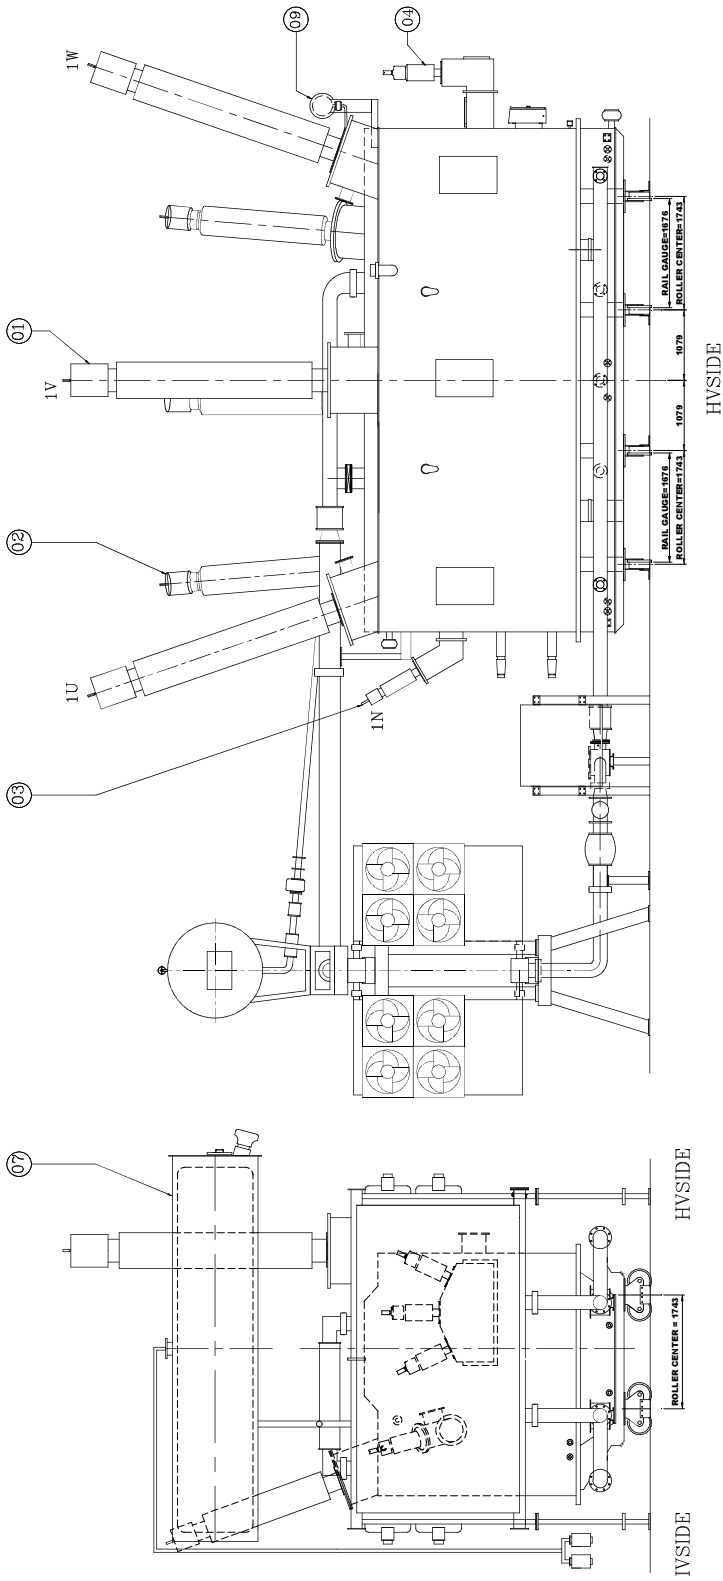 1W
09
04
01
1V
02
1U
1N
03
RAIL GAUGE=1676
ROLLER CENTER=1743
1079
1079
RAIL GAUGE=1676
ROLLER CENTER=1743
HVSIDE
07
HVSIDE
ROLLER CENTER = 1743
IVSIDE